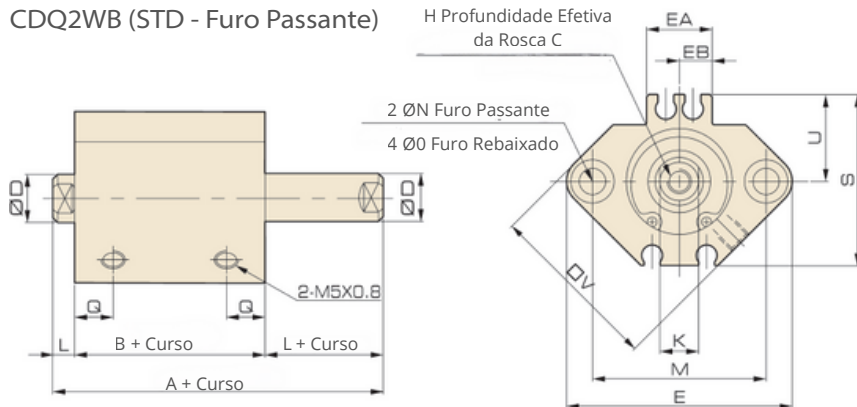 CDQ2WB (STD - Furo Passante)
H Profundidade Efetiva
da Rosca C
EA
EB
2 ØN Furo Passante
4 Ø0 Furo Rebaixado
U
S
ØD
ØD
2-M5X0.8
Q
Q
L
B + Curso
L + Curso
A + Curso
□V
K
M
E